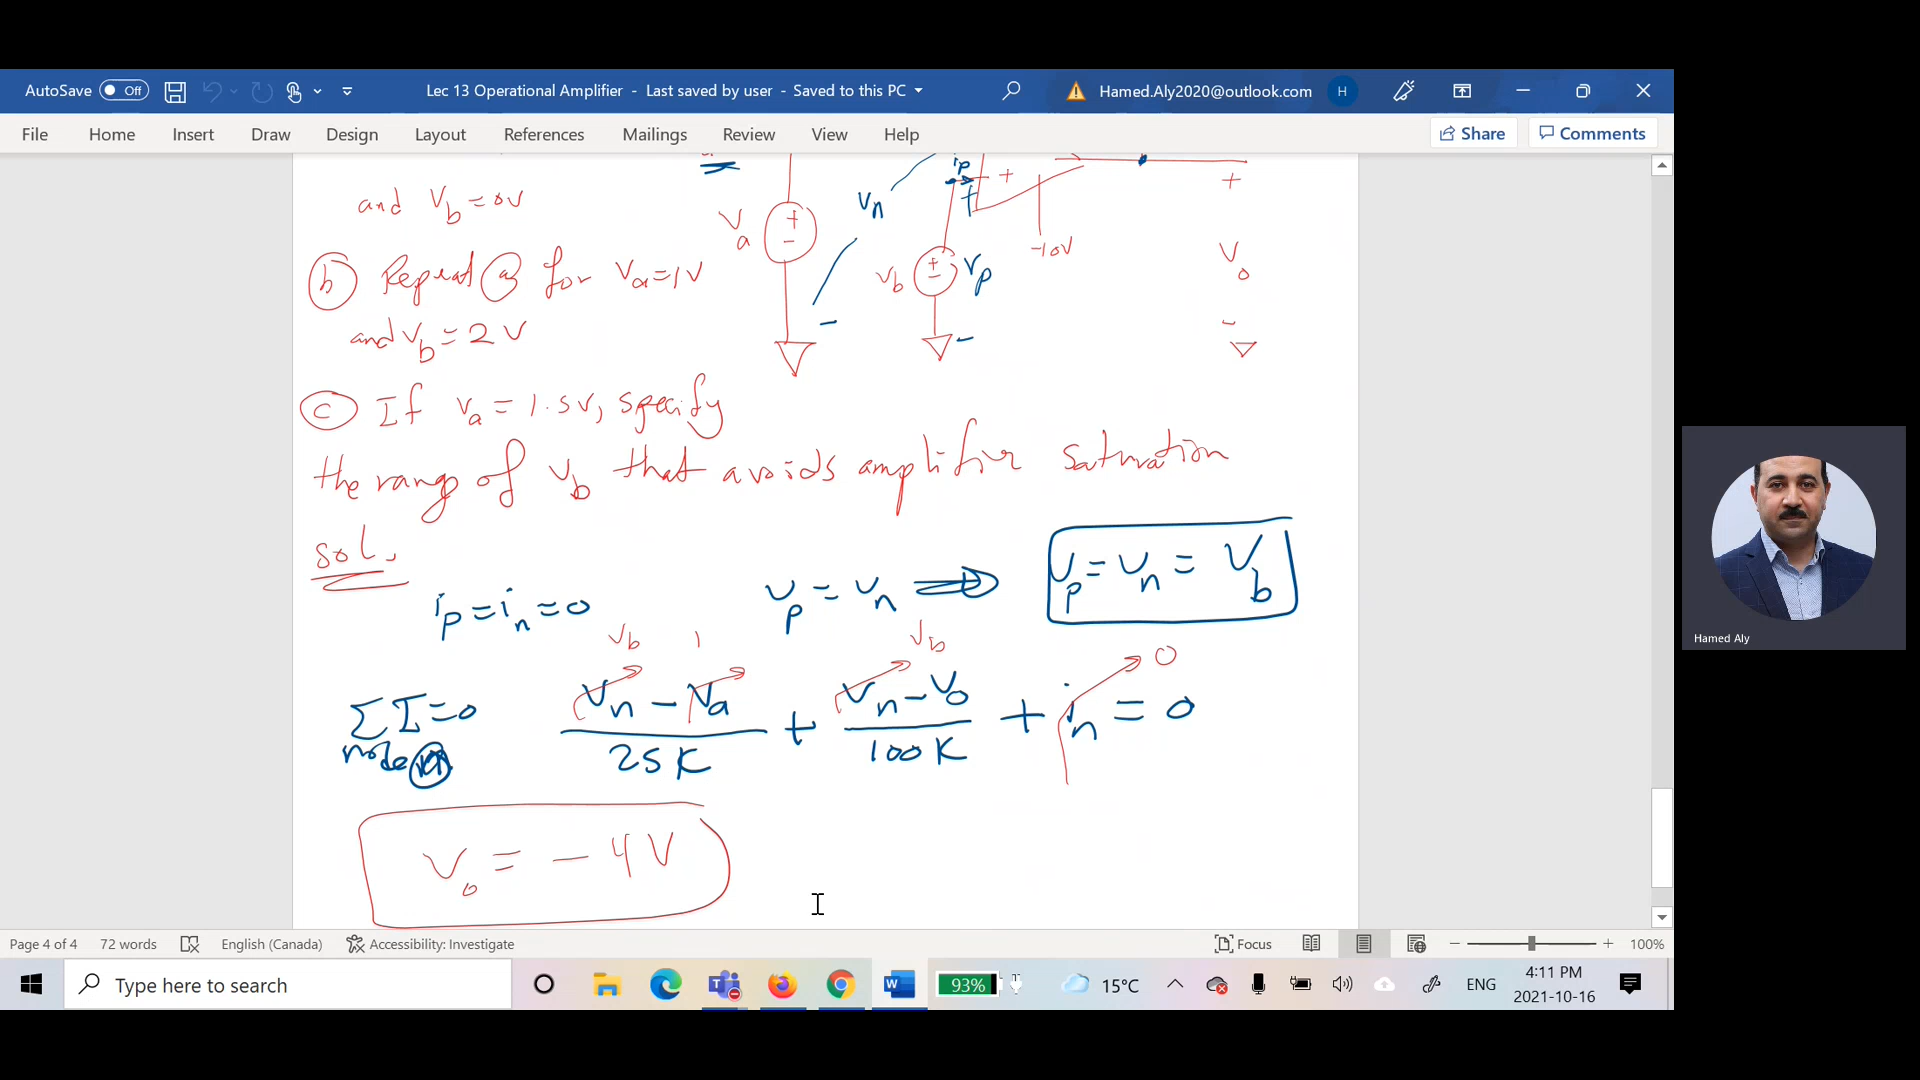 AutoSave Off Lec 13 Operational Amplifier - Last saved by user - Saved to this PC Hamed.Aly2020@outlook.com H
File Home Insert Draw Design Layout References Mailings Review View Help Share Comments
ip
+ +
and Vb=0V
Vn
Va
+
-
-10V
Vb
+
-
Vp
Vo
(b) Repeat (a) for Va=1V
and Vb=2V
-
-
-
(c) If Va=1.5V, specify
the range of Vb that avoids amplifier saturation
sol.
ip=in=0
Vp=Vn ⟹ Vp=Vn=Vb
Vb 1 Vb 0
ΣI=0
node n
Vn-Va / 25K + Vn-Vo / 100K + in = 0
Vo = -4V
Hamed Aly
Page 4 of 4 72 words English (Canada) Accessibility: Investigate Focus - + 100%
Type here to search W 93% 15°C ENG 4:11 PM
2021-10-16